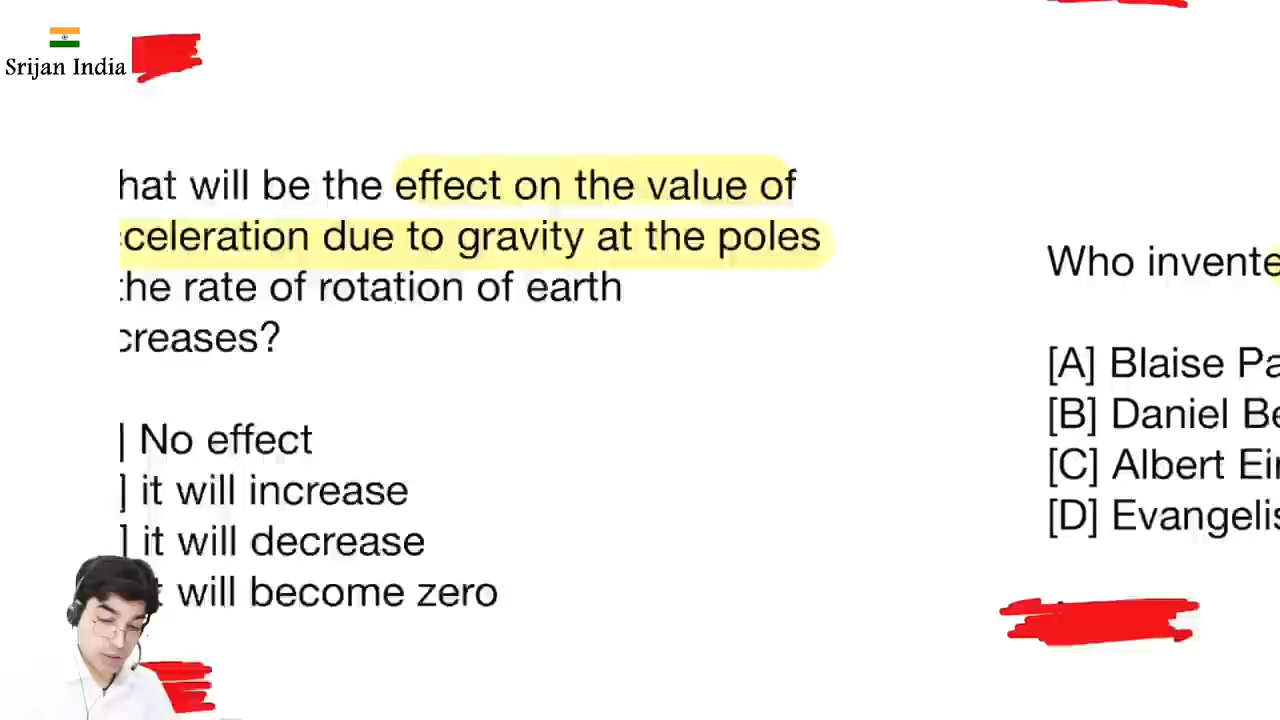 Srijan India
hat will be the effect on the value of
celeration due to gravity at the poles
the rate of rotation of earth
creases?
] No effect
] it will increase
] it will decrease
will become zero
Who invente
[A] Blaise Pa
[B] Daniel Be
[C] Albert Ein
[D] Evangelis